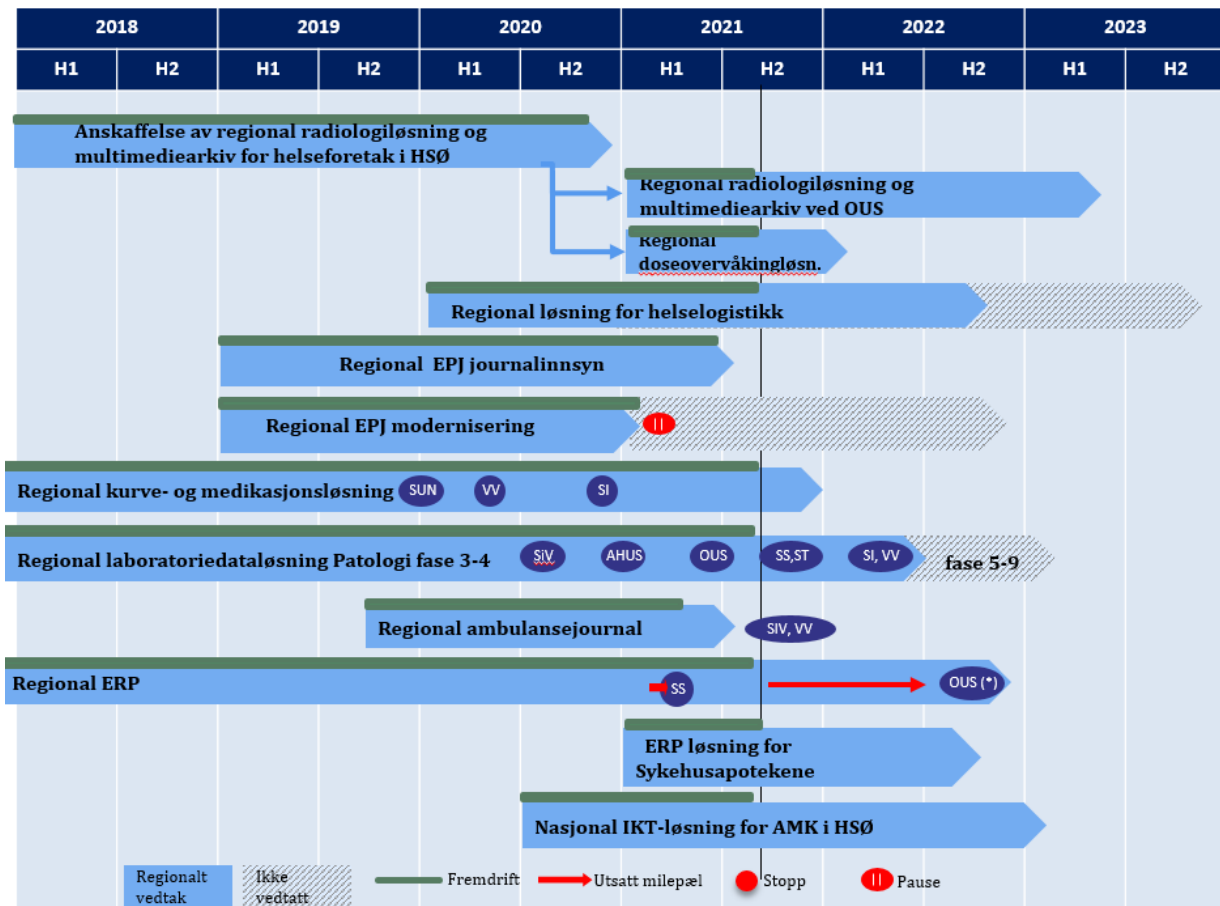 2018 2019 2020 2021 2022 2023
H1 H2 H1 H2 H1 H2 H1 H2 H1 H2 H1 H2
Anskaffelse av regional radiologiløsning og
multimediearkiv for helseforetak i HSØ
Regional radiologiløsning og
multimediearkiv ved OUS
Regional
doseovervåkingløsn.
Regional løsning for helselogistikk
Regional EPJ journalinnsyn
Regional EPJ modernisering
Regional kurve- og medikasjonsløsning SUN VV SI
Regional laboratoriedataløsning Patologi fase 3-4 SiV AHUS OUS SS,ST SI, VV fase 5-9
Regional ambulansejournal SIV, VV
Regional ERP SS OUS (*)
ERP løsning for
Sykehusapotekene
Nasjonal IKT-løsning for AMK i HSØ
Regionalt
vedtak
Ikke
vedtatt
Fremdrift Utsatt milepæl Stopp Pause